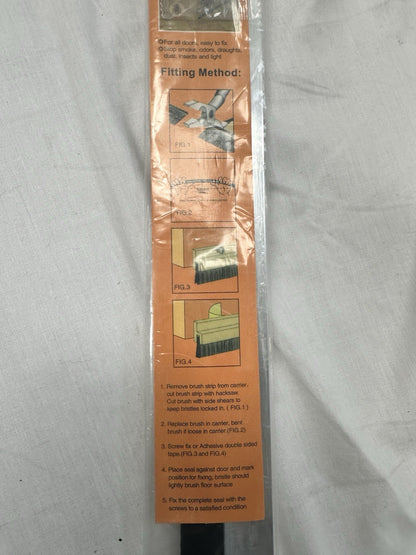 For all doors, easy to fix
Stop smoke, odors, draughts,
dust, insects and light
Fitting Method:
FIG.1
FIG.2
FIG.3
FIG.4
1. Remove brush strip from carrier,
cut brush strip with hacksaw.
Cut brush with side shears to
keep bristles locked in. ( FIG.1 )
2. Replace brush in carrier, bent
brush if loose in carrier.(FIG.2)
3. Screw fix or Adhesive double sided
tape.(FIG.3 and FIG.4)
4. Place seal against door and mark
position for fixing, bristle should
lightly brush floor surface
5. Fix the complete seal with the
screws to a satisfied condition.